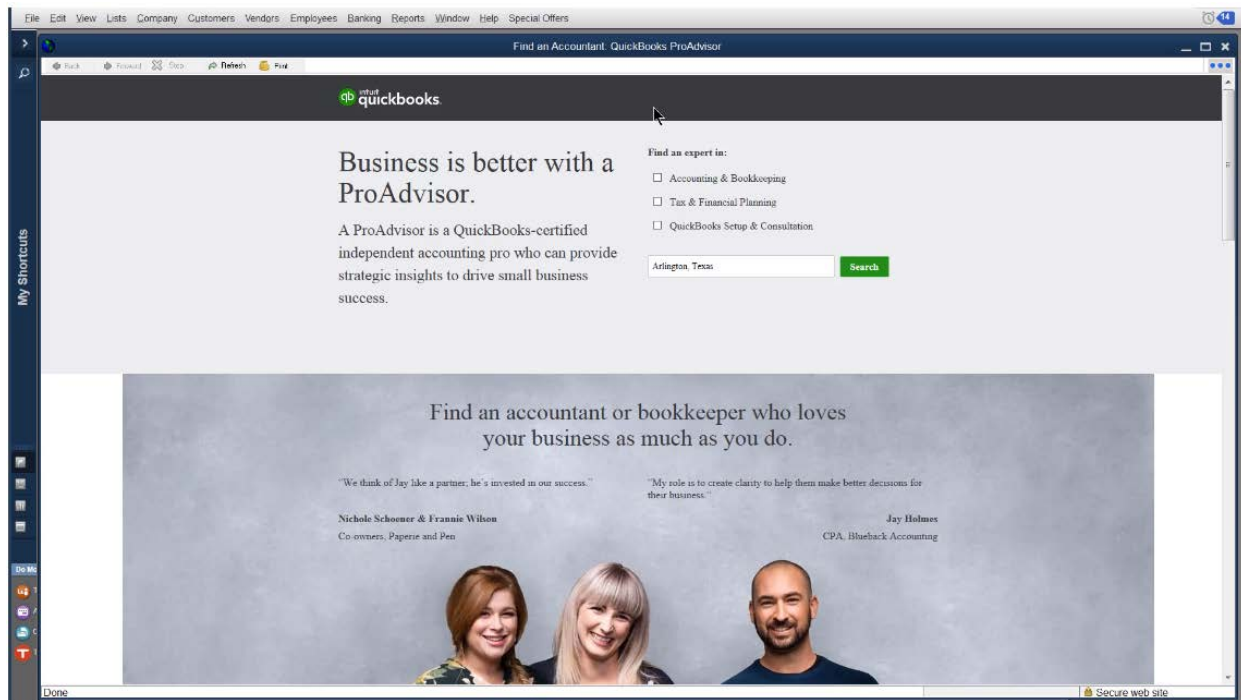 File Edit View Lists Company Customers Vendors Employees Banking Reports Window Help Special Offers
14
Find an Accountant: QuickBooks ProAdvisor
Back Forward Stop Refresh Print
My Shortcuts
qb intuit quickbooks.
Business is better with a
ProAdvisor.
A ProAdvisor is a QuickBooks-certified
independent accounting pro who can provide
strategic insights to drive small business
success.
Find an expert in:
Accounting & Bookkeeping
Tax & Financial Planning
QuickBooks Setup & Consultation
Arlington, Texas
Search
Find an accountant or bookkeeper who loves
your business as much as you do.
"We think of Jay like a partner; he's invested in our success."
Nichole Schoener & Frannie Wilson
Co-owners, Paperie and Pen
"My role is to create clarity to help them make better decisions for
their business."
Jay Holmes
CPA, Blueback Accounting
Done
Secure web site